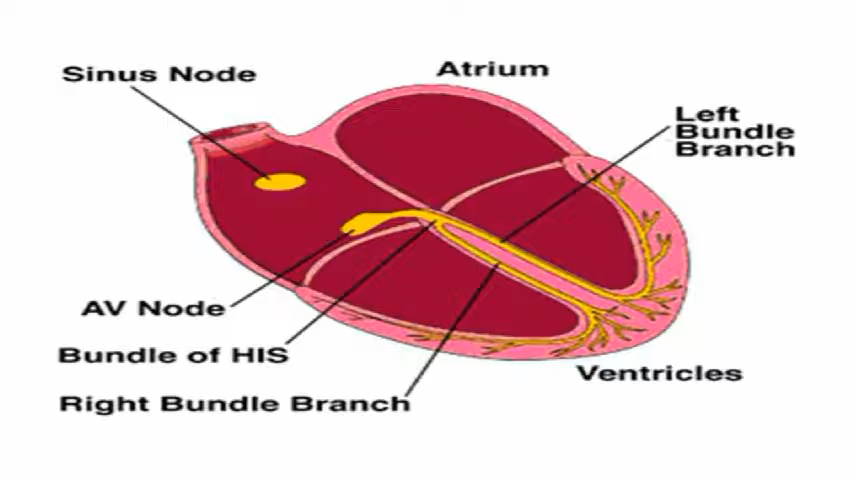 Sinus Node
Atrium
Left
Bundle
Branch
AV Node
Bundle of HIS
Ventricles
Right Bundle Branch